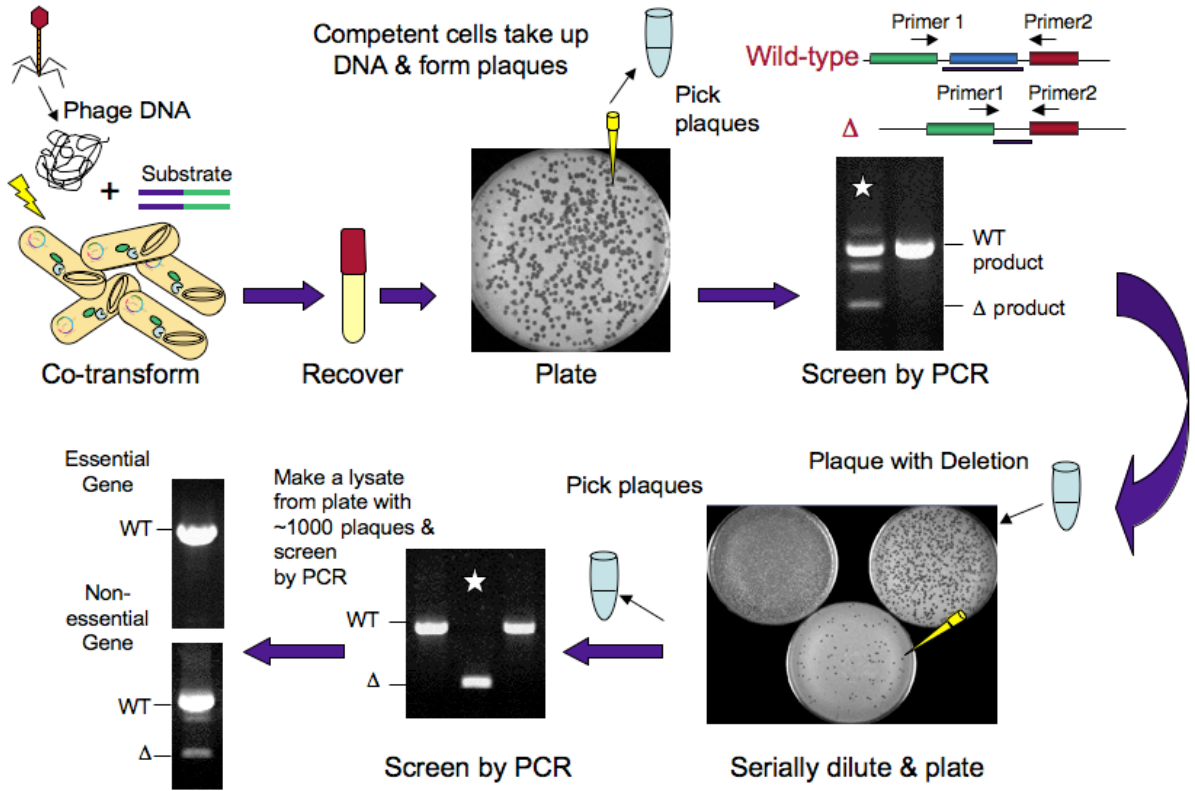 Phage DNA
Substrate
+
Co-transform
Recover
Competent cells take up
DNA & form plaques
Pick
plaques
Plate
Primer 1
Primer2
Wild-type
Primer1
Primer2
Δ
WT
product
Δ product
Screen by PCR
Plaque with Deletion
Serially dilute & plate
Pick plaques
Make a lysate
from plate with
~1000 plaques &
screen
by PCR
WT
Δ
Screen by PCR
Essential
Gene
WT
Non-
essential
Gene
WT
Δ